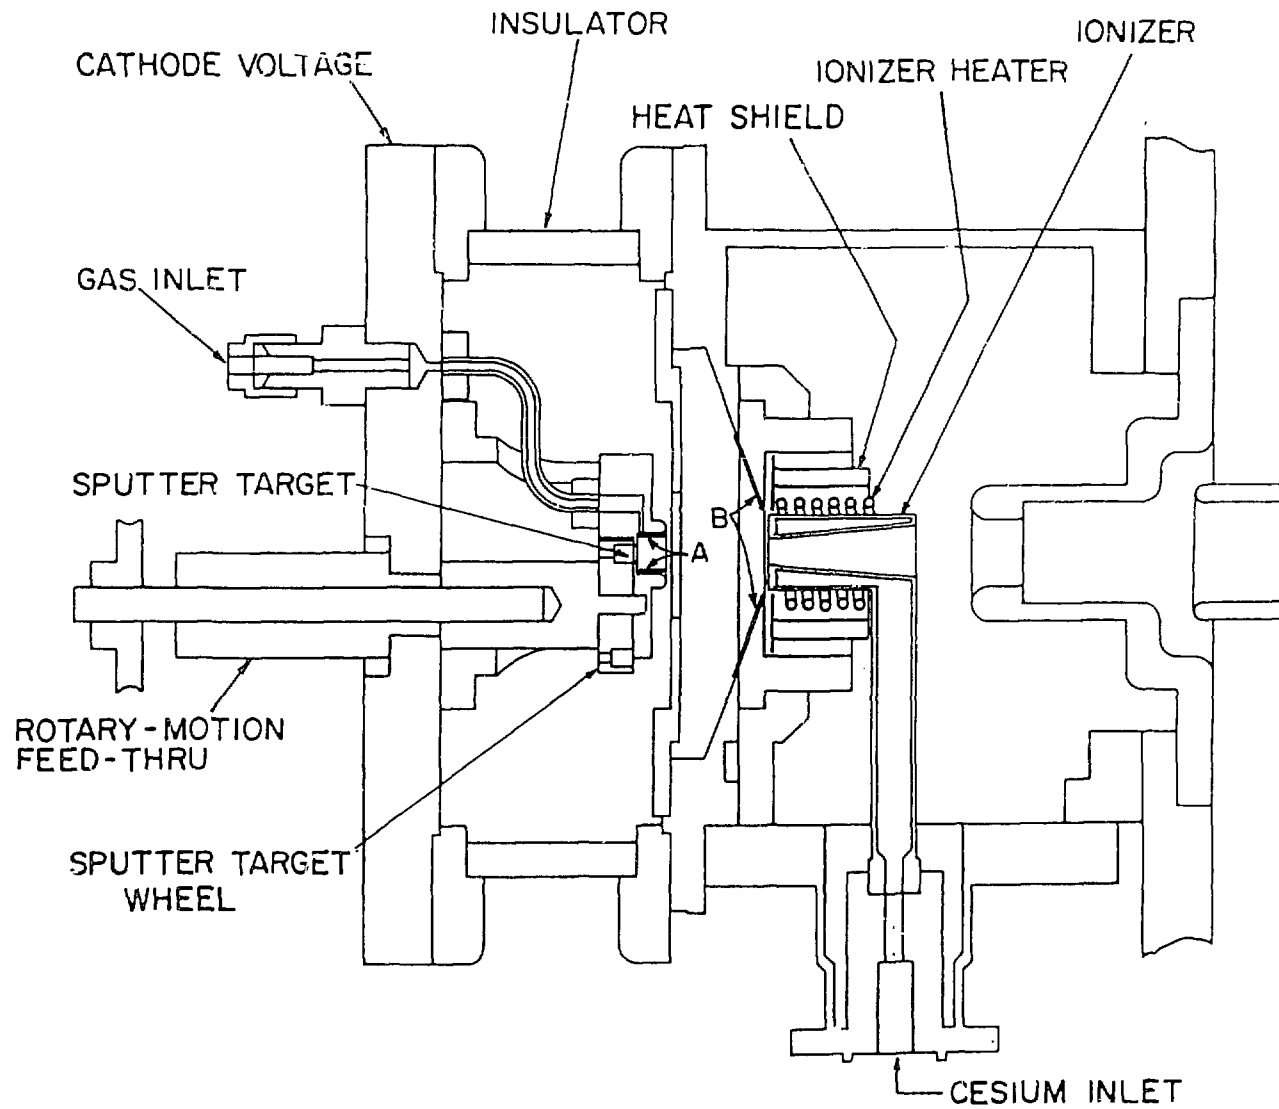 INSULATOR
IONIZER
CATHODE VOLTAGE
IONIZER HEATER
HEAT SHIELD
GAS INLET
SPUTTER TARGET
B
A
ROTARY-MOTION
FEED-THRU
SPUTTER TARGET
WHEEL
CESIUM INLET